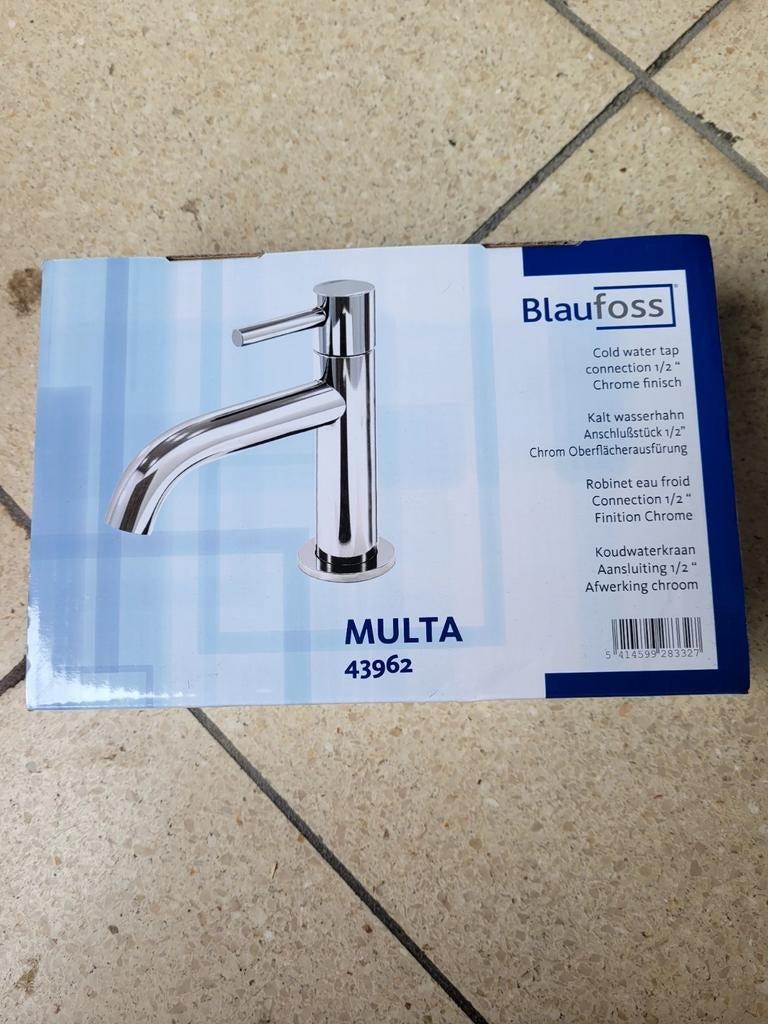 Blaufoss®
Cold water tap
connection 1/2 “
Chrome finisch
Kalt wasserhahn
Anschlußstück 1/2”
Chrom Oberflächerausfürung
Robinet eau froid
Connection 1/2 “
Finition Chrome
Koudwaterkraan
Aansluiting 1/2 “
Afwerking chroom
5 414599 283327
MULTA
43962